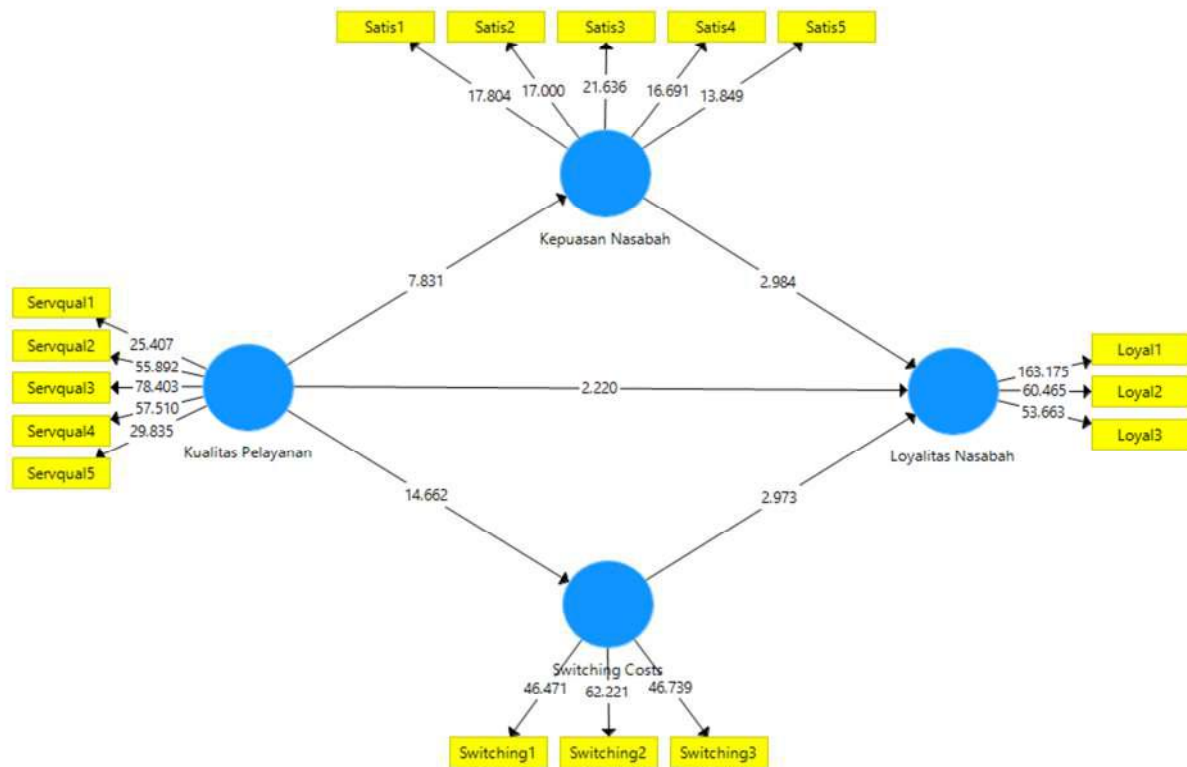 Satis1 Satis2 Satis3 Satis4 Satis5
17.804 17.000 21.636 16.691 13.849
Kepuasan Nasabah
7.831 2.984
Servqual1
Servqual2
Servqual3
Servqual4
Servqual5
25.407
55.892
78.403
57.510
29.835
Kualitas Pelayanan
2.220
163.175
60.465
53.663
Loyal1
Loyal2
Loyal3
Loyalitas Nasabah
14.662 2.973
Switching Costs
46.471 62.221 46.739
Switching1 Switching2 Switching3